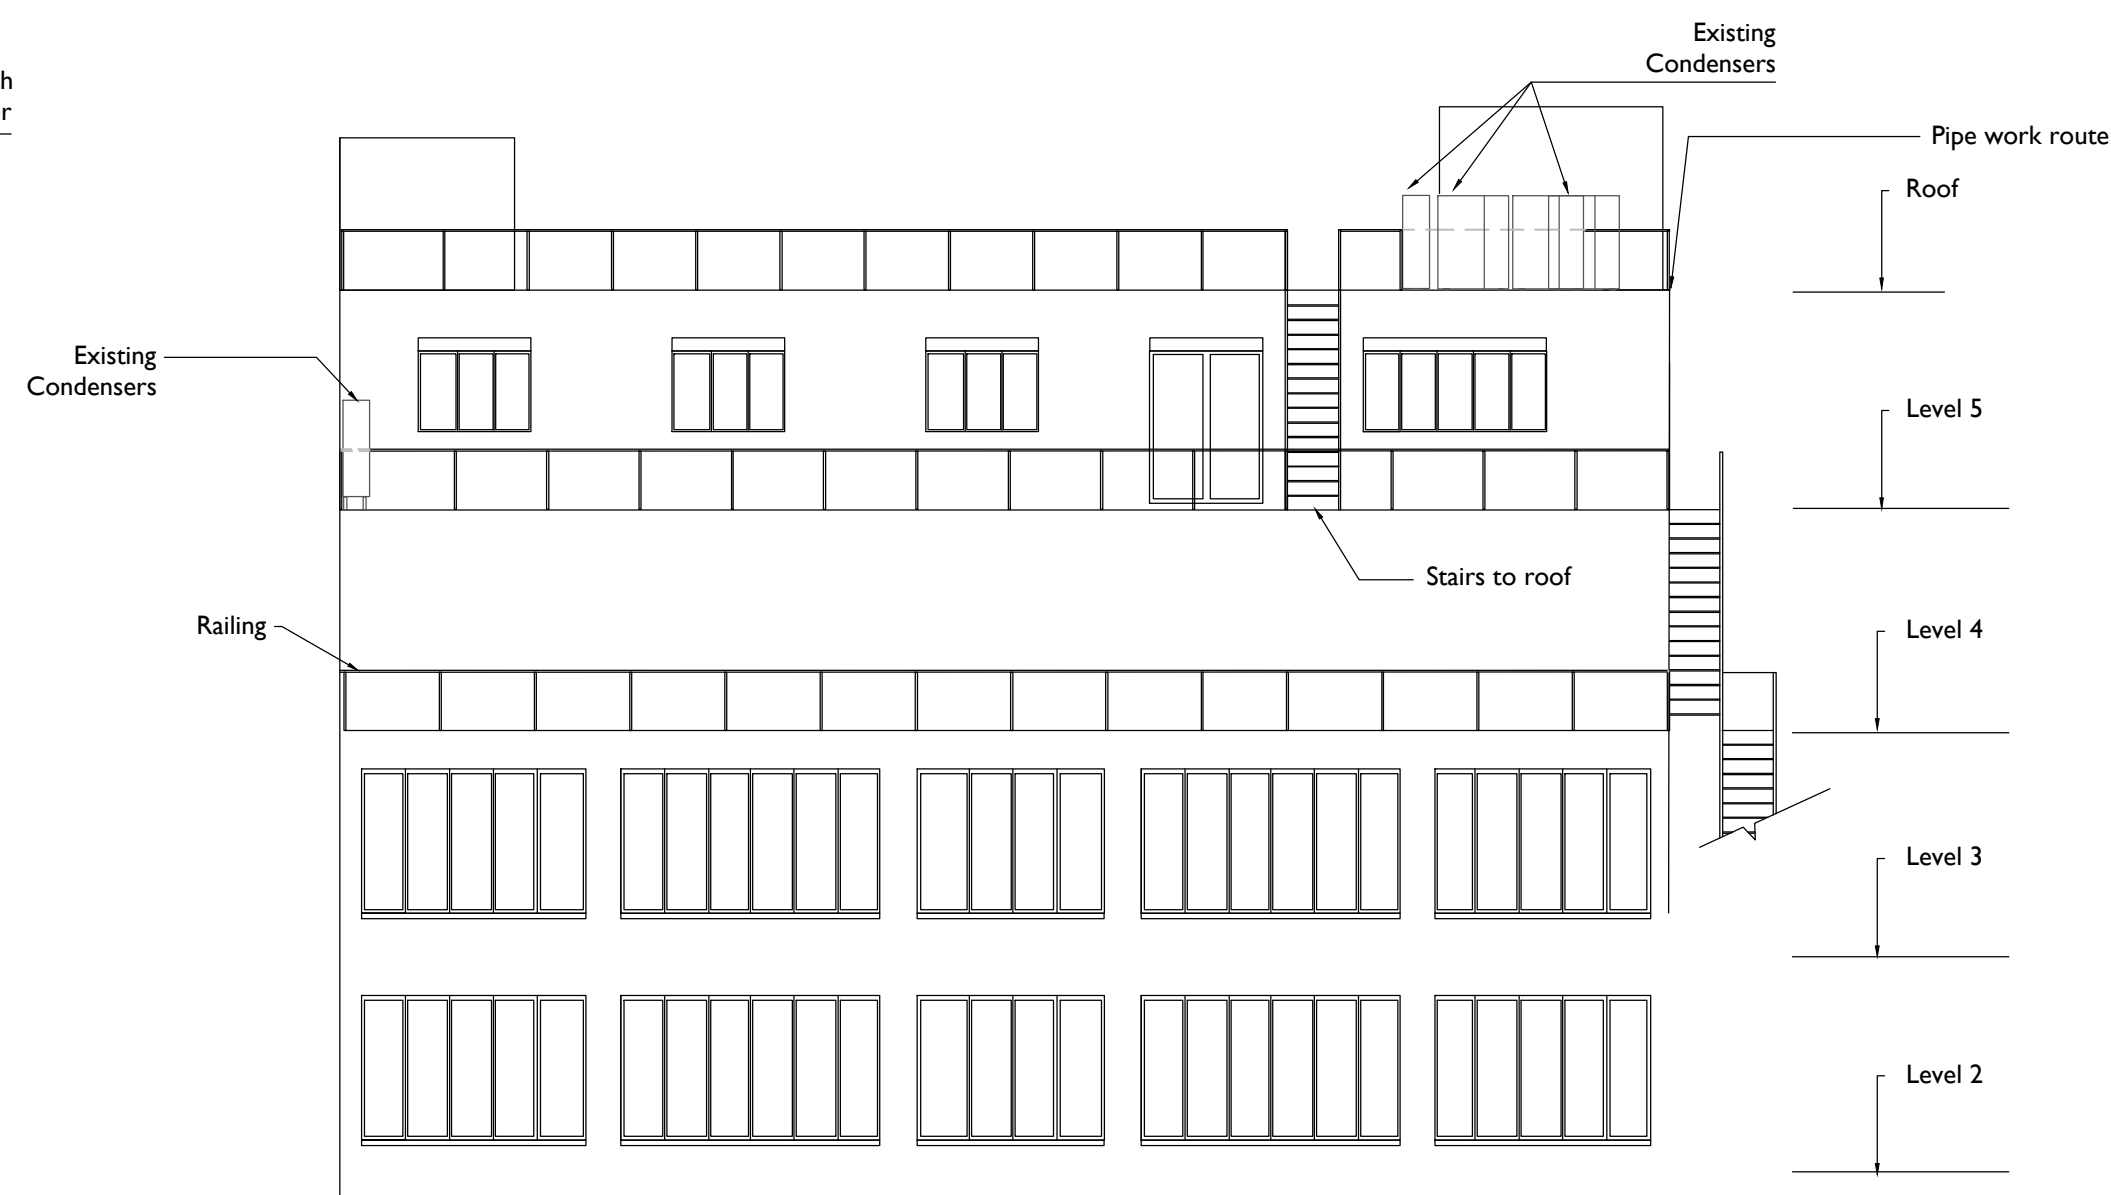 h
r
Existing
Condensers
Pipe work route
Roof
Existing
Condensers
Level 5
Stairs to roof
Railing
Level 4
Level 3
Level 2